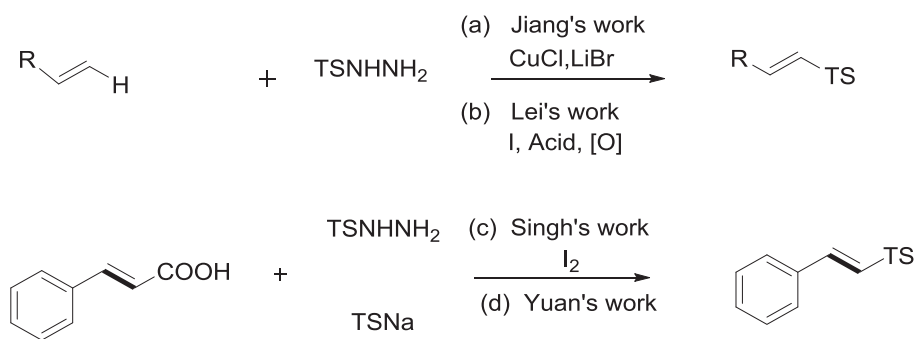 (a) Jiang's work
R
H
+
TSNHNH₂
CuCl,LiBr
R
TS
(b) Lei's work
I, Acid, [O]
TSNHNH₂
(c) Singh's work
COOH
+
I₂
TS
(d) Yuan's work
TSNa